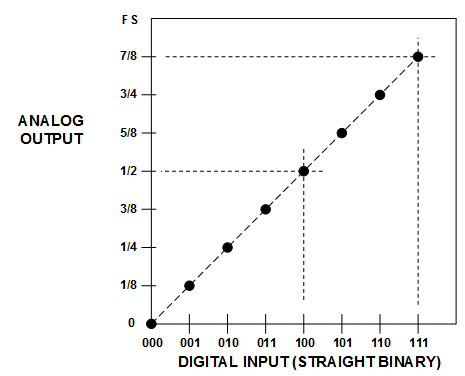 FS
7/8
3/4
ANALOG
OUTPUT
5/8
1/2
3/8
1/4
1/8
0
000 001 010 011 100 101 110 111
DIGITAL INPUT (STRAIGHT BINARY)